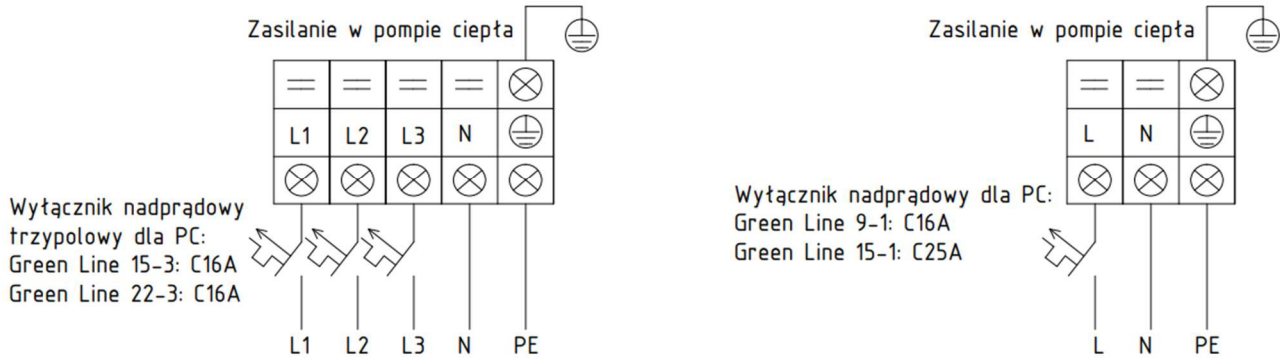 Zasilanie w pompie ciepła
L1 L2 L3 N
Wyłącznik nadprądowy
trzypolowy dla PC:
Green Line 15-3: C16A
Green Line 22-3: C16A
L1 L2 L3 N PE
Zasilanie w pompie ciepła
L N
Wyłącznik nadprądowy dla PC:
Green Line 9-1: C16A
Green Line 15-1: C25A
L N PE